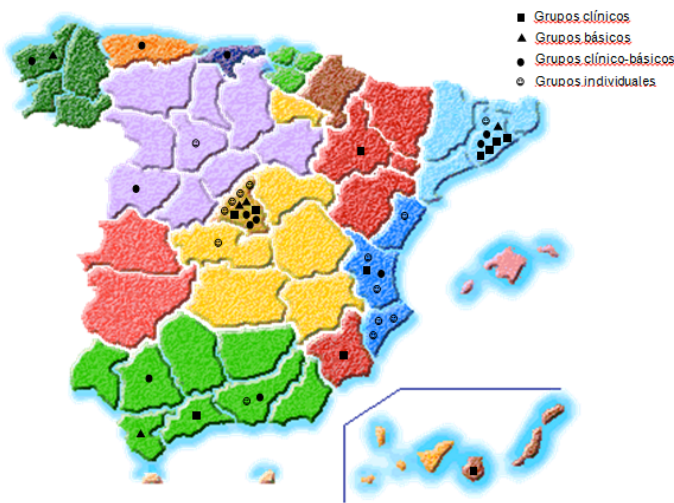 Grupos clínicos
Grupos básicos
Grupos clínico-básicos
Grupos individuales